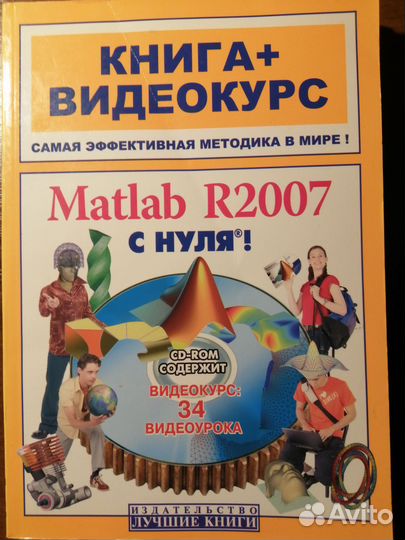 КНИГА+
ВИДЕОКУРС
САМАЯ ЭФФЕКТИВНАЯ МЕТОДИКА В МИРЕ !
Matlab R2007
С НУЛЯ®!
CD-ROM
СОДЕРЖИТ
ВИДЕОКУРС:
34
ВИДЕОУРОКА
ИЗДАТЕЛЬСТВО
ЛУЧШИЕ КНИГИ
Avito